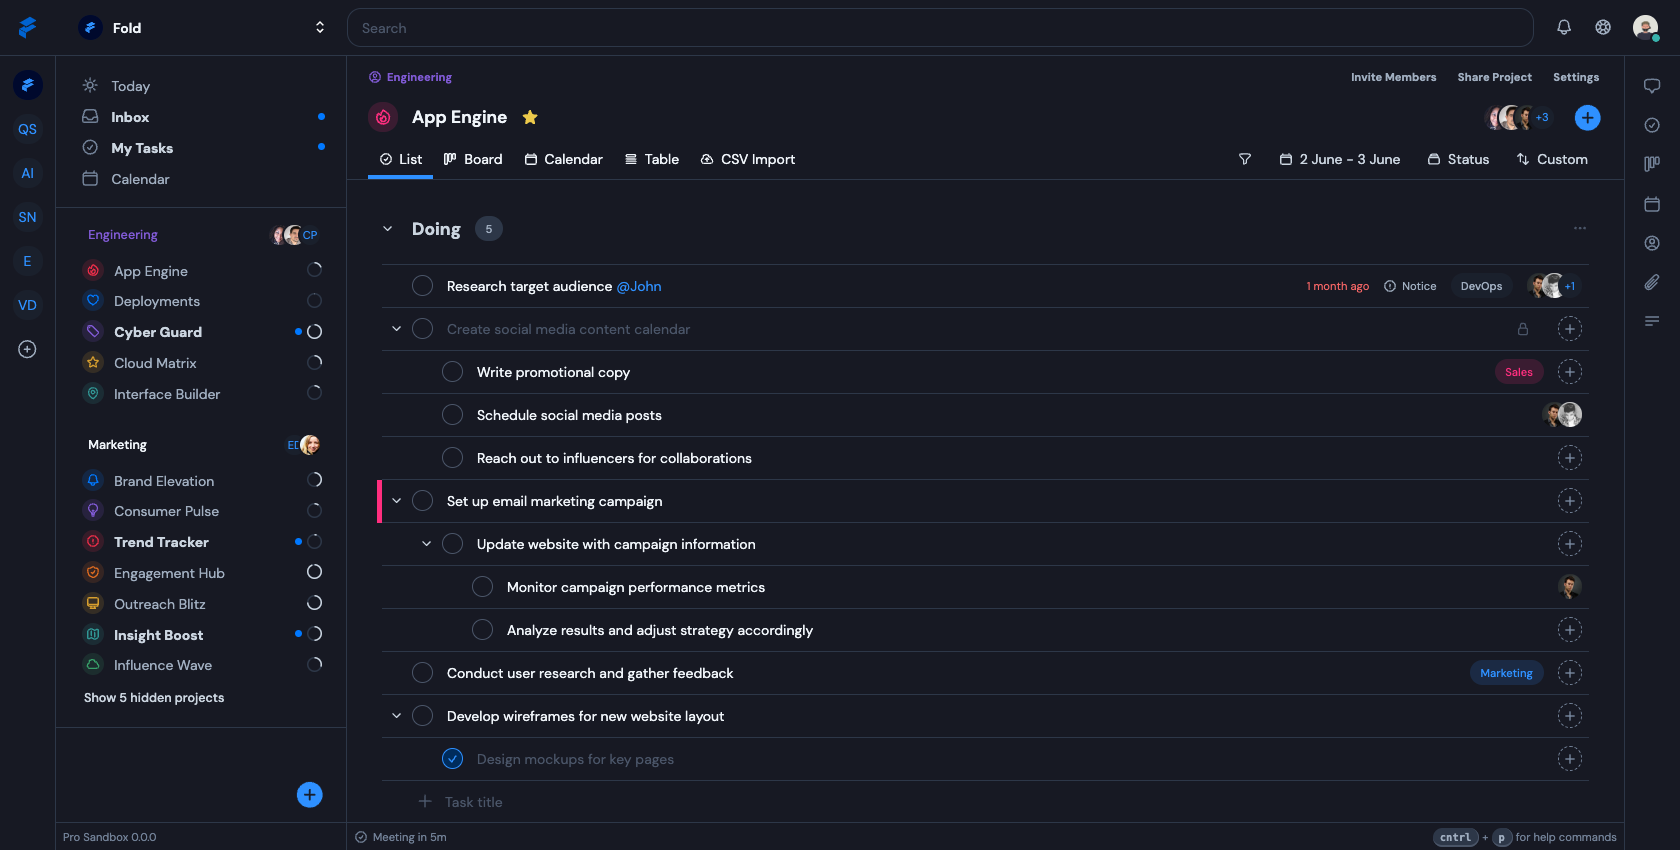 Fold
Search
QS
AI
SN
E
VD
Today
Inbox
My Tasks
Calendar
Engineering
CP
App Engine
Deployments
Cyber Guard
Cloud Matrix
Interface Builder
Marketing
Brand Elevation
Consumer Pulse
Trend Tracker
Engagement Hub
Outreach Blitz
Insight Boost
Influence Wave
Show 5 hidden projects
Pro Sandbox 0.0.0
Engineering
Invite Members Share Project Settings
App Engine
+3
List Board Calendar Table CSV Import
2 June - 3 June Status Custom
Doing 5
Research target audience @John 1 month ago Notice DevOps +1
Create social media content calendar
Write promotional copy Sales
Schedule social media posts
Reach out to influencers for collaborations
Set up email marketing campaign
Update website with campaign information
Monitor campaign performance metrics
Analyze results and adjust strategy accordingly
Conduct user research and gather feedback Marketing
Develop wireframes for new website layout
Design mockups for key pages
Task title
Meeting in 5m
cntrl + p for help commands